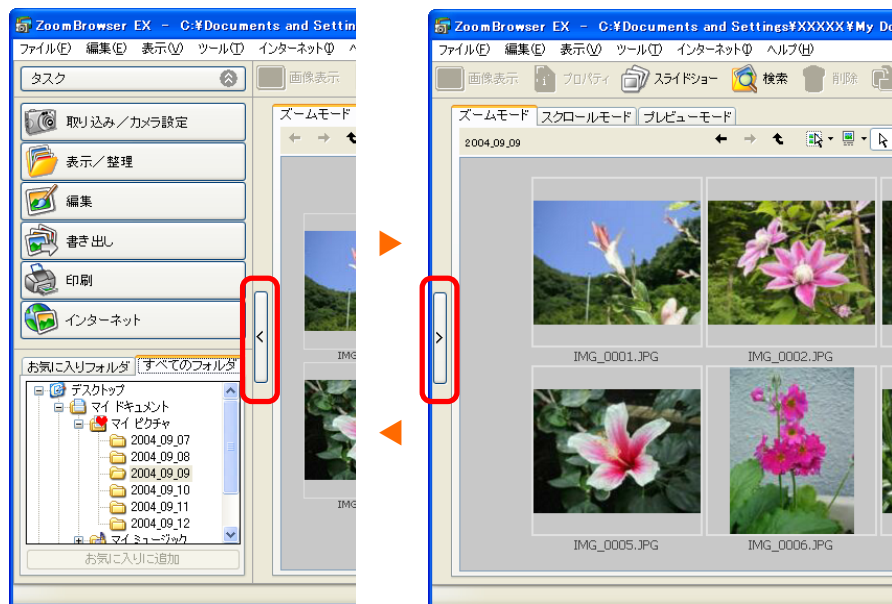 ZoomBrowser EX - C:¥Documents and Settin
ファイル(F) 編集(E) 表示(V) ツール(T) インターネット(I) ヘ
タスク
画像表示
取り込み/カメラ設定
表示/整理
編集
書き出し
印刷
インターネット
お気に入りフォルダ すべてのフォルダ
デスクトップ
マイ ドキュメント
マイ ピクチャ
2004_09_07
2004_09_08
2004_09_09
2004_09_10
2004_09_11
2004_09_12
マイ ミュージック
お気に入りに追加
ズームモード
IMG
IMG
ZoomBrowser EX - C:¥Documents and Settings¥XXXXX¥My Do
ファイル(F) 編集(E) 表示(V) ツール(T) インターネット(I) ヘルプ(H)
画像表示 プロパティ スライドショー 検索 削除
ズームモード スクロールモード プレビューモード
2004_09_09
IMG_0001.JPG IMG_0002.JPG
IMG_0005.JPG IMG_0006.JPG